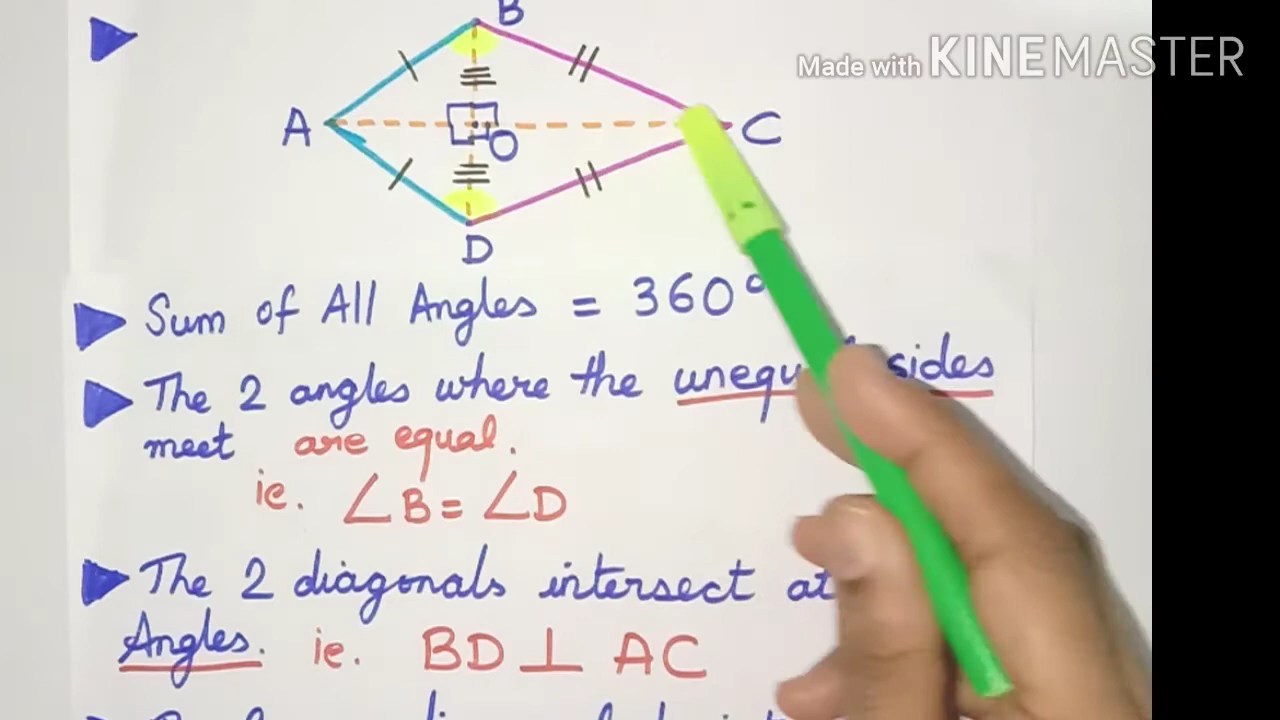 Made with KINEMASTER
B
A
C
O
D
Sum of All Angles = 360°
The 2 angles where the sides
meet are equal.
ie. ∠B = ∠D
The 2 diagonals intersect at
Angles. ie. BD ⊥ AC